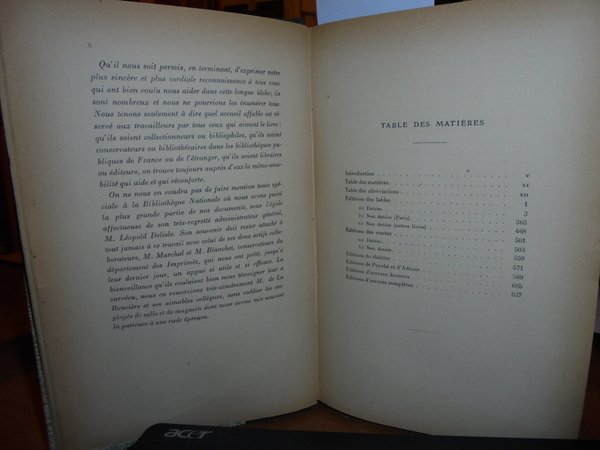 x
Qu'il nous soit permis, en terminant, d'exprimer notre
plus sincère et plus cordiale reconnaissance à tous ceux
qui ont bien voulu nous aider dans cette longue tâche; ils
sont nombreux et nous ne pourrions les énumérer tous.
Nous tenons seulement à dire quel accueil affable est ré-
servé aux travailleurs par tous ceux qui aiment le livre :
qu'ils soient collectionneurs ou bibliophiles, qu'ils soient
conservateurs ou bibliothécaires dans les bibliothèques pu-
bliques de France ou de l'étranger, qu'ils soient libraires
ou éditeurs, on trouve toujours auprès d'eux la même ama-
bilité qui aide et qui réconforte.
On ne nous en voudra pas de faire mention toute spé-
ciale à la Bibliothèque Nationale où nous avons puisé
la plus grande partie de nos documents, sous l'égide
affectueuse de son très-regretté administrateur général,
M. Léopold Delisle. Son souvenir doit rester attaché à
tout jamais à ce travail avec celui de ses deux actifs colla-
borateurs, M. Marchal et M. Blanchet, conservateurs du
département des Imprimés, qui nous ont prêté, jusqu'à
leur dernier jour, un appui si utile et si efficace. La
bienveillance qu'ils voulaient bien nous témoigner leur a
survécu, nous en remercions très-sincèrement M. de La
Roncière et ses aimables collègues, sans oublier les em-
ployés de salle et de magasin dont nous avons mis souvent
la patience à une rude épreuve.
TABLE DES MATIÈRES
Introduction v
Table des matières XI
Table des abréviations XIII
Éditions des fables 1
a) Datées. 3
b) Non datées (Paris) 363
Non datées (autres lieux) 468
Éditions des contes 501
a) Datées. 503
b) Non datées. 559
Éditions du théâtre 571
Éditions de Psyché et d'Adonis 589
Éditions d'œuvres diverses 605
Éditions d'œuvres complètes 637
acer